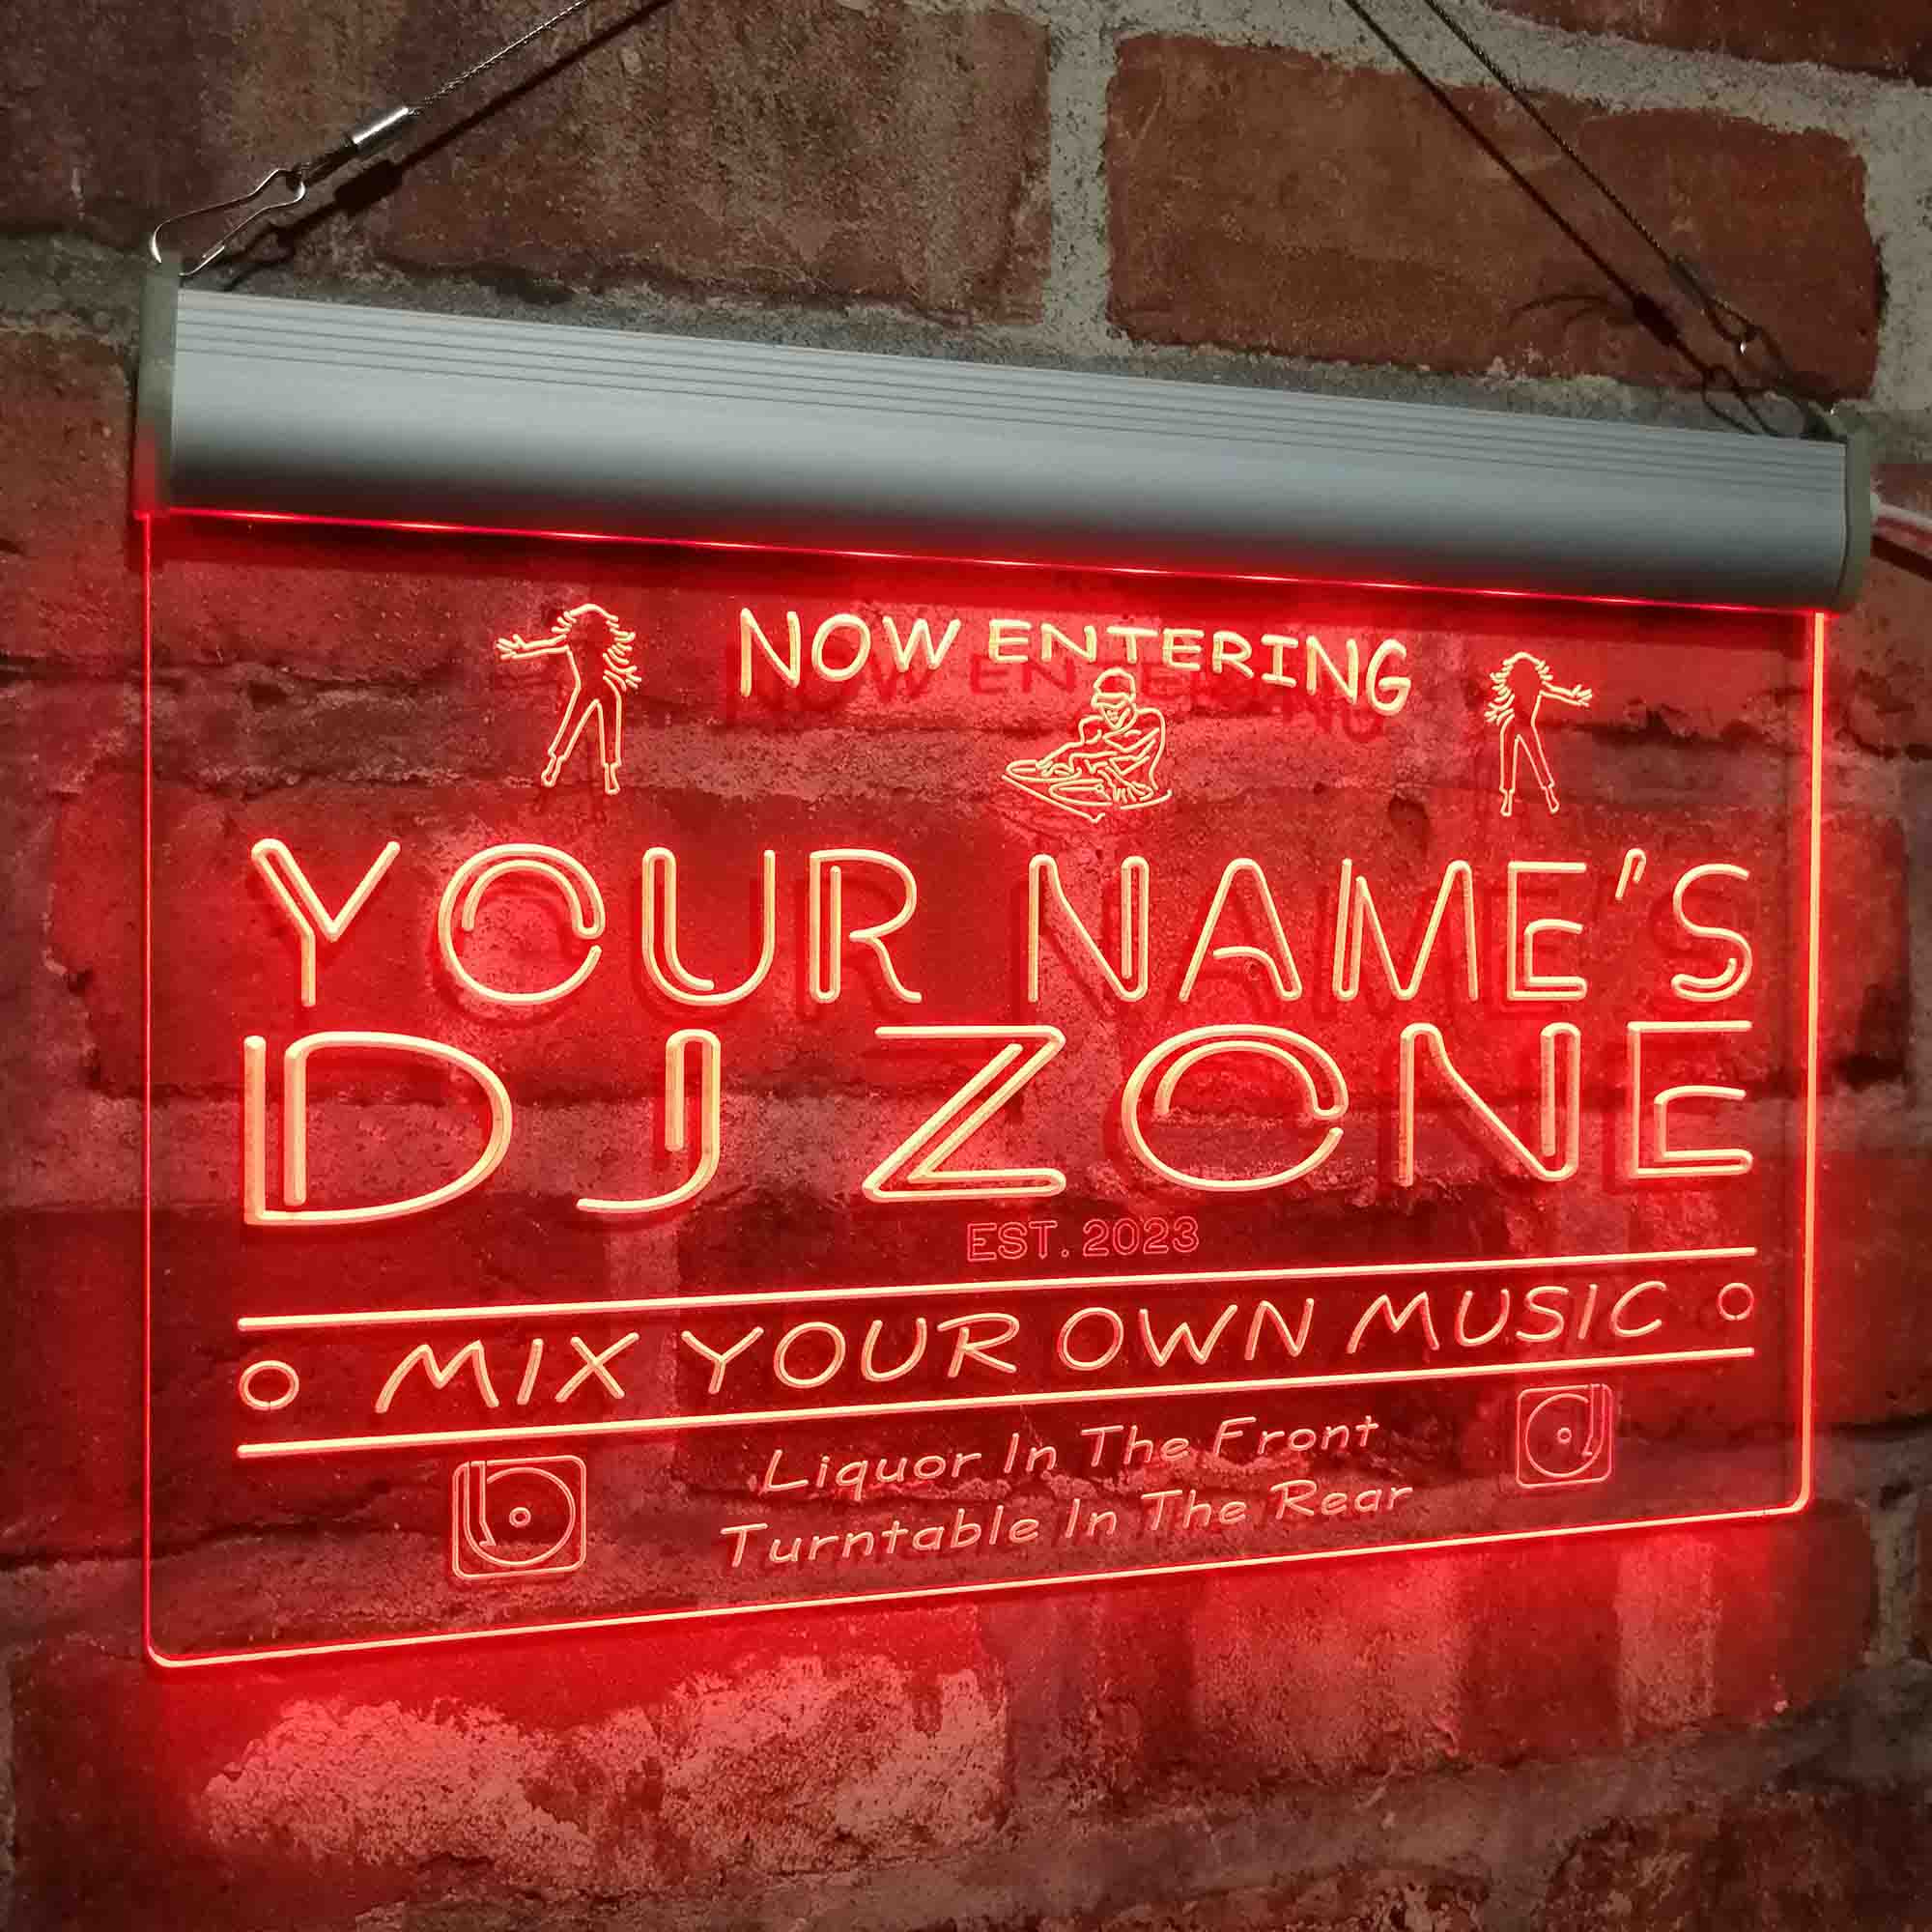 NOW ENTERING
YOUR NAME'S
DJ ZONE
EST. 2023
MIX YOUR OWN MUSIC
Liquor In The Front
Turntable In The Rear